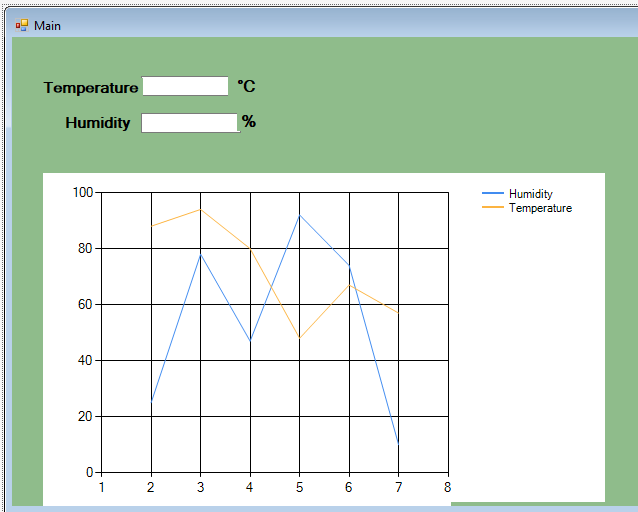 Main
Temperature °C
Humidity %
100
80
60
40
20
0
1 2 3 4 5 6 7 8
Humidity
Temperature